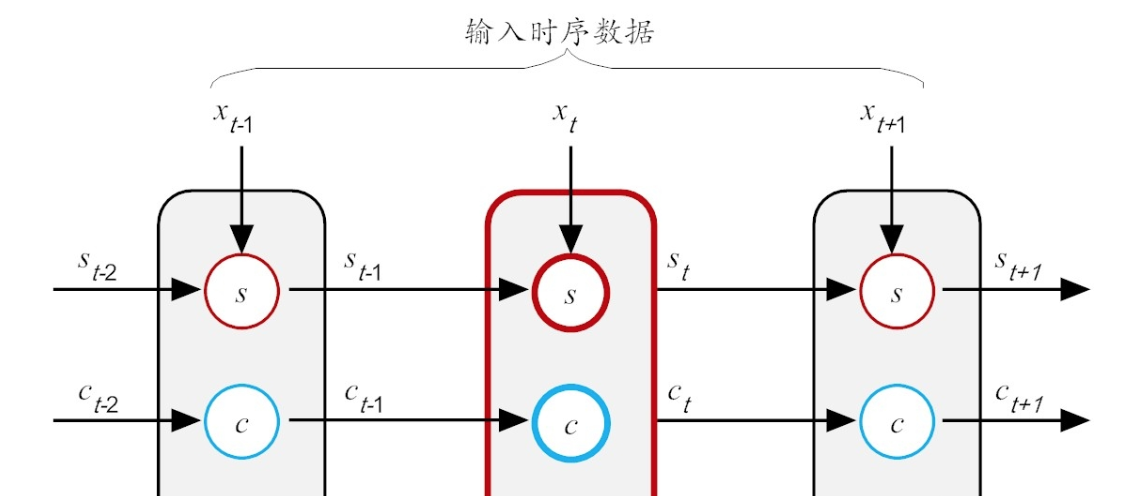 输入时序数据
x t-1 x t x t+1
s t-2 s s t-1 s s t s s t+1
c t-2 c c t-1 c c t c c t+1